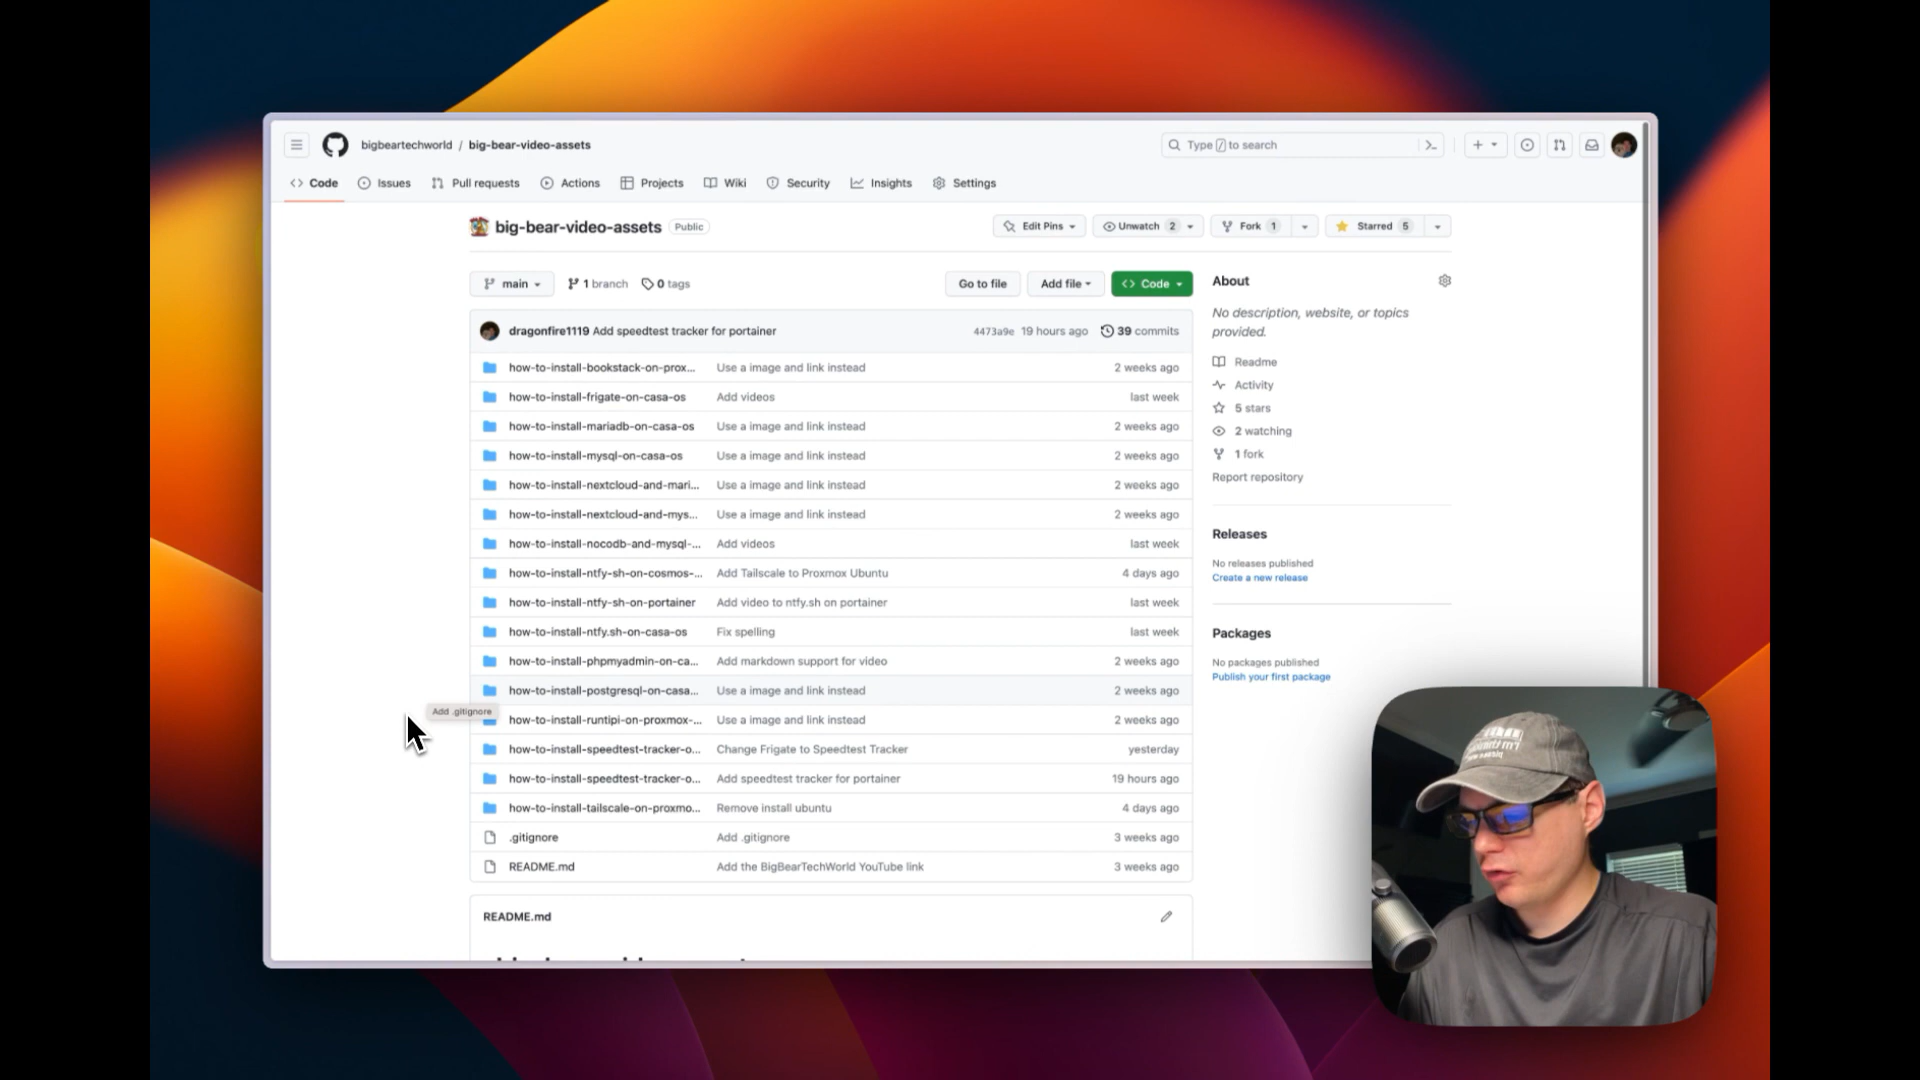 bigbeartechworld / big-bear-video-assets
Type / to search
Code Issues Pull requests Actions Projects Wiki Security Insights Settings
big-bear-video-assets Public
Edit Pins Unwatch 2 Fork 1 Starred 5
main 1 branch 0 tags
Go to file Add file Code
dragonfire1119 Add speedtest tracker for portainer 4473a9e 19 hours ago 39 commits
how-to-install-bookstack-on-prox... Use a image and link instead 2 weeks ago
how-to-install-frigate-on-casa-os Add videos last week
how-to-install-mariadb-on-casa-os Use a image and link instead 2 weeks ago
how-to-install-mysql-on-casa-os Use a image and link instead 2 weeks ago
how-to-install-nextcloud-and-mari... Use a image and link instead 2 weeks ago
how-to-install-nextcloud-and-mys... Use a image and link instead 2 weeks ago
how-to-install-nocodb-and-mysql-... Add videos last week
how-to-install-ntfy-sh-on-cosmos-... Add Tailscale to Proxmox Ubuntu 4 days ago
how-to-install-ntfy-sh-on-portainer Add video to ntfy.sh on portainer last week
how-to-install-ntfy.sh-on-casa-os Fix spelling last week
how-to-install-phpmyadmin-on-ca... Add markdown support for video 2 weeks ago
how-to-install-postgresql-on-casa... Use a image and link instead 2 weeks ago
Add .gitignore
how-to-install-runtipi-on-proxmox-... Use a image and link instead 2 weeks ago
how-to-install-speedtest-tracker-o... Change Frigate to Speedtest Tracker yesterday
how-to-install-speedtest-tracker-o... Add speedtest tracker for portainer 19 hours ago
how-to-install-tailscale-on-proxmo... Remove install ubuntu 4 days ago
.gitignore Add .gitignore 3 weeks ago
README.md Add the BigBearTechWorld YouTube link 3 weeks ago
README.md
About
No description, website, or topics
provided.
Readme
Activity
5 stars
2 watching
1 fork
Report repository
Releases
No releases published
Create a new release
Packages
No packages published
Publish your first package